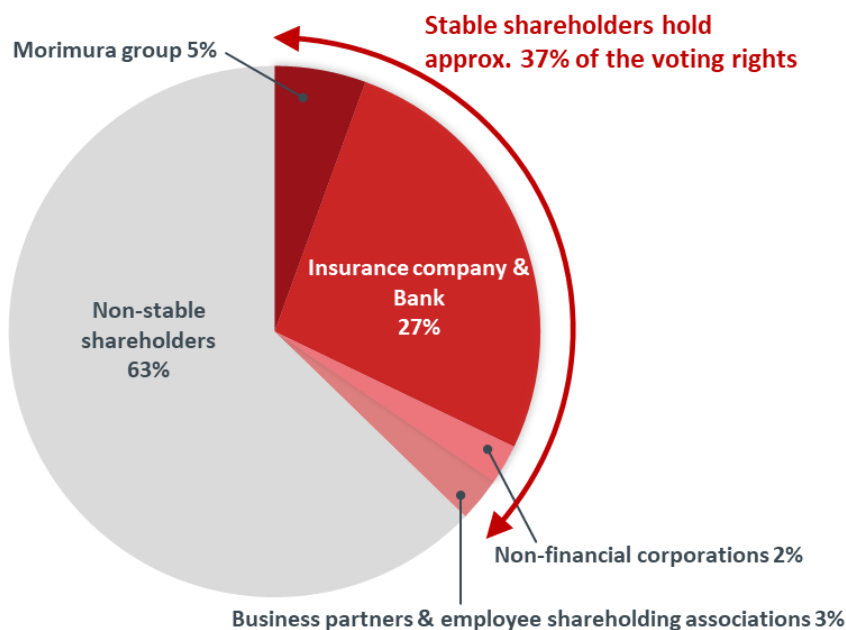 Stable shareholders hold
approx. 37% of the voting rights
Morimura group 5%
Insurance company &
Bank
27%
Non-stable
shareholders
63%
Non-financial corporations 2%
Business partners & employee shareholding associations 3%